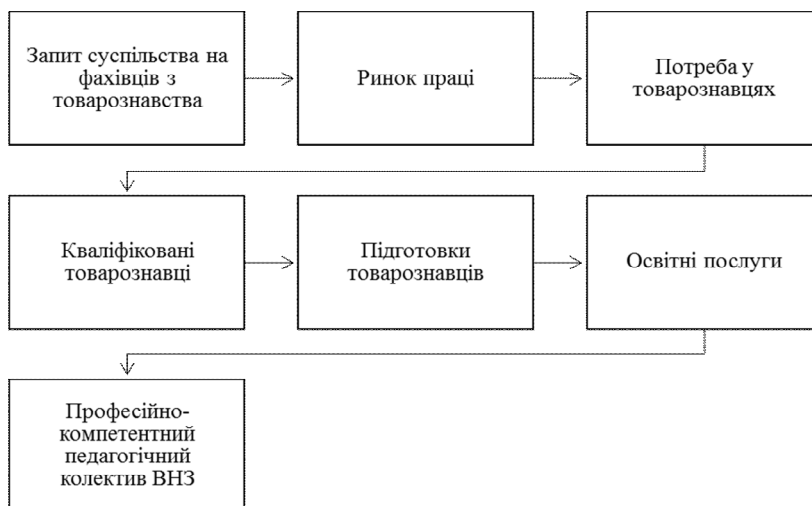 Запит суспільства на
фахівців з
товарознавства
Ринок праці
Потреба у
товарознавцях
Кваліфіковані
товарознавці
Підготовки
товарознавців
Освітні послуги
Професійно-
компетентний
педагогічний
колектив ВНЗ